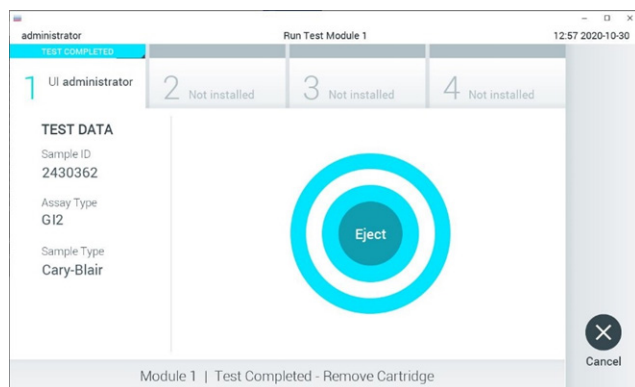 administrator Run Test Module 1 12:57 2020-10-30
TEST COMPLETED
1 UI administrator 2 Not installed 3 Not installed 4 Not installed
TEST DATA
Sample ID
2430362
Assay Type
GI2
Sample Type
Cary-Blair
Eject
Cancel
Module 1 | Test Completed - Remove Cartridge